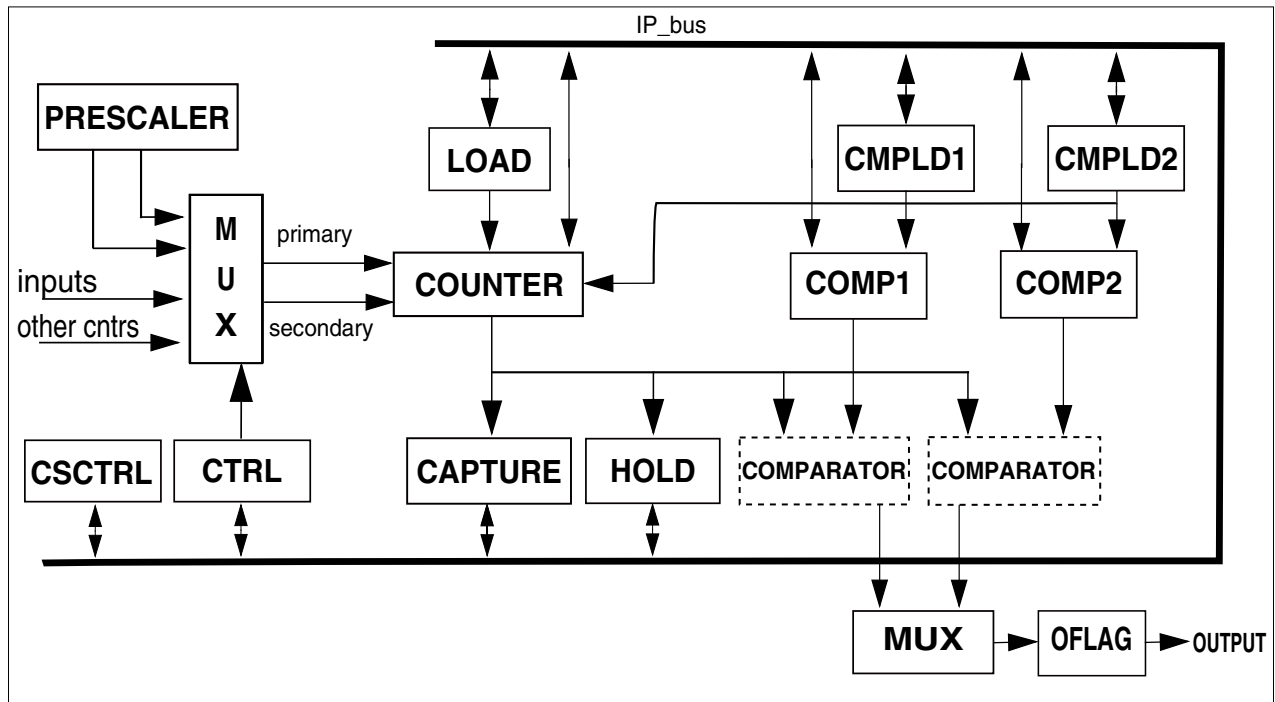 IP_bus
PRESCALER
LOAD
CMPLD1
CMPLD2
M
U
X
primary
secondary
inputs
other cntrs
COUNTER
COMP1
COMP2
CSCTRL
CTRL
CAPTURE
HOLD
COMPARATOR
COMPARATOR
MUX
OFLAG
OUTPUT